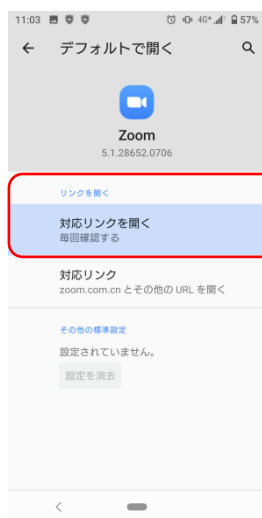 11:03 4G+ 57%
デフォルトで開く
Zoom
5.1.28652.0706
リンクを開く
対応リンクを開く
毎回確認する
対応リンク
zoom.com.cn とその他の URL を開く
その他の標準設定
設定されていません。
設定を消去